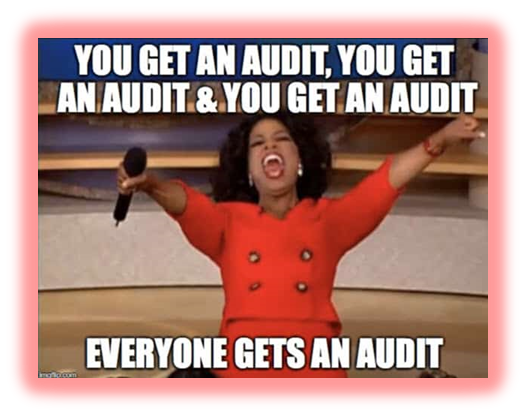 YOU GET AN AUDIT, YOU GET
AN AUDIT & YOU GET AN AUDIT
EVERYONE GETS AN AUDIT
imgflip.com